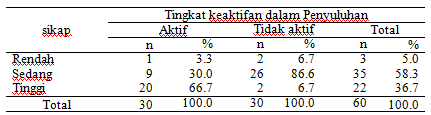 Tingkat keaktifan dalam Penyuluhan
sikap Aktif Tidak aktif Total
n % n % n %
Rendah 1 3.3 2 6.7 3 5.0
Sedang 9 30.0 26 86.6 35 58.3
Tinggi 20 66.7 2 6.7 22 36.7
Total 30 100.0 30 100.0 60 100.0